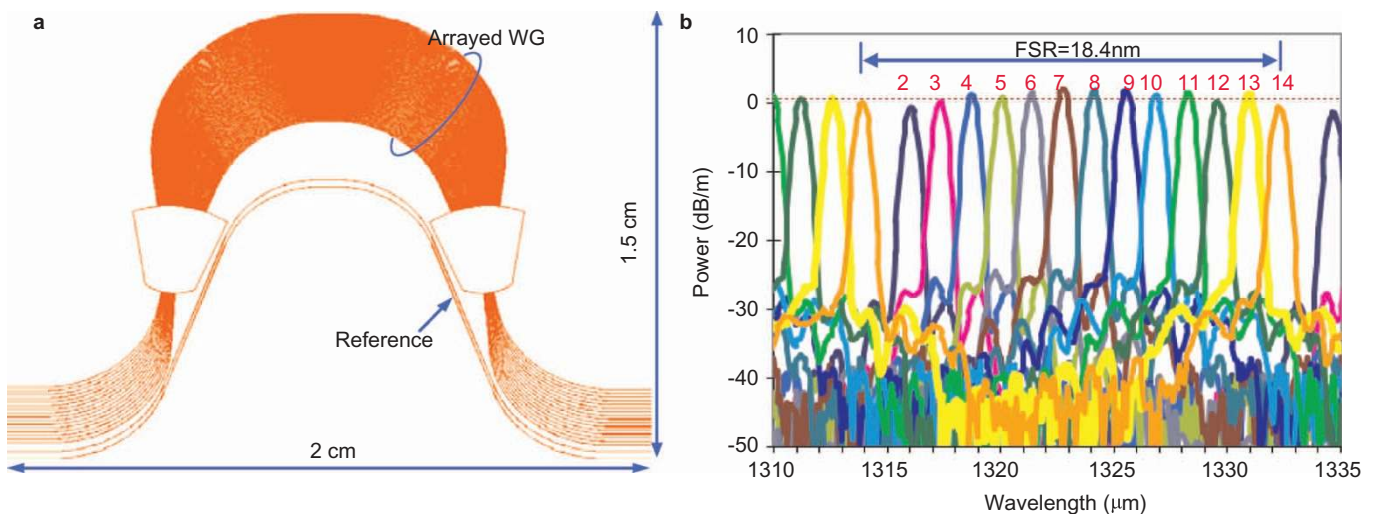 a
Arrayed WG
Reference
1.5 cm
2 cm
b
FSR=18.4nm
2 3 4 5 6 7 8 9 10 11 12 13 14
10
0
-10
-20
-30
-40
-50
Power (dB/m)
1310 1315 1320 1325 1330 1335
Wavelength (μm)